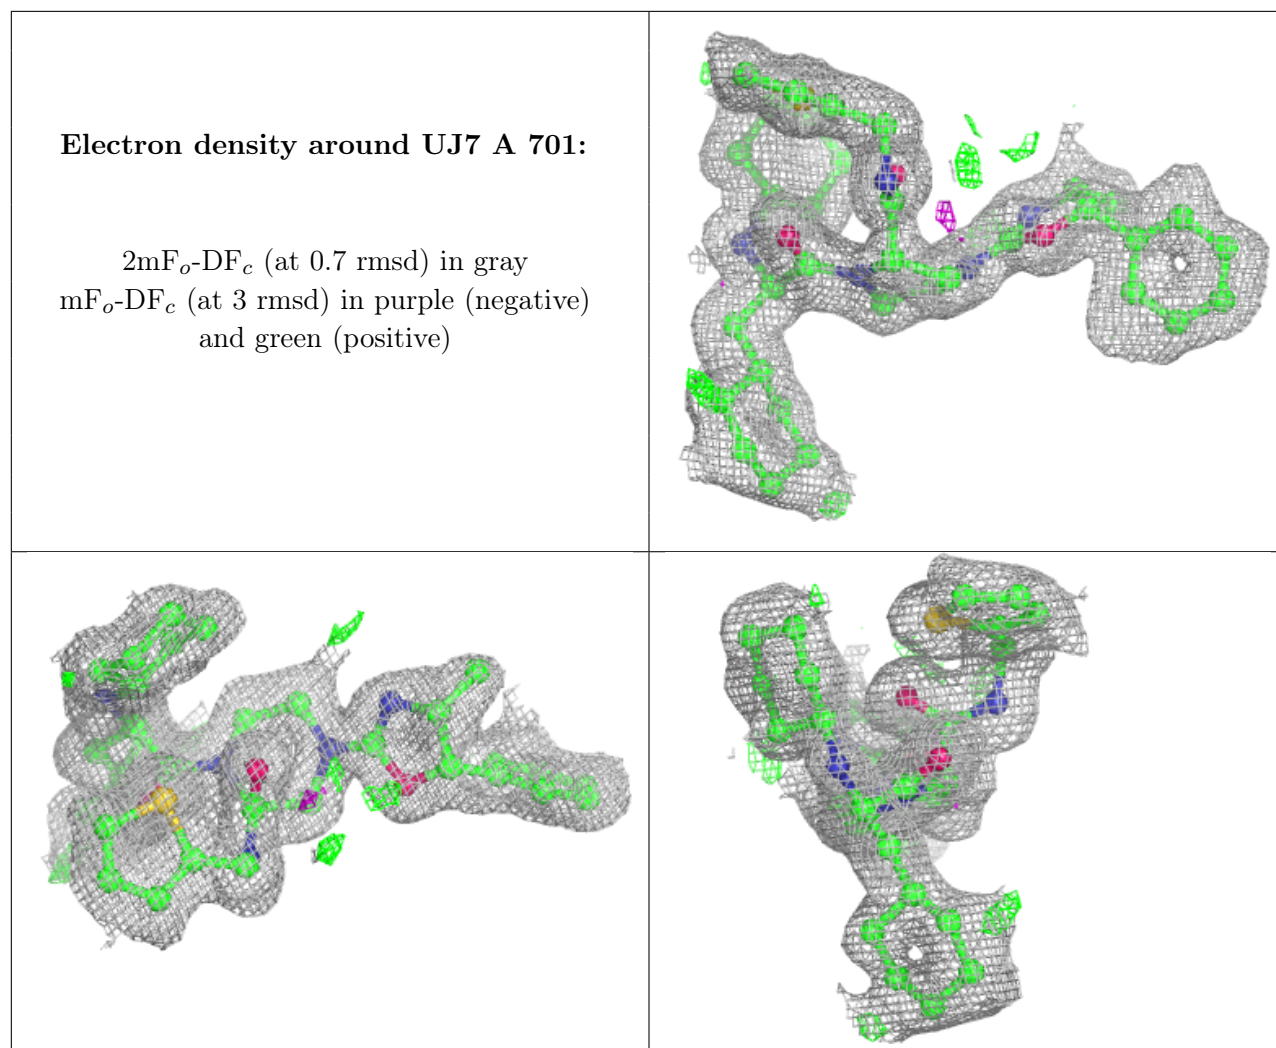 Electron density around UJ7 A 701:
2mFₒ-DF𝒸 (at 0.7 rmsd) in gray
mFₒ-DF𝒸 (at 3 rmsd) in purple (negative)
and green (positive)